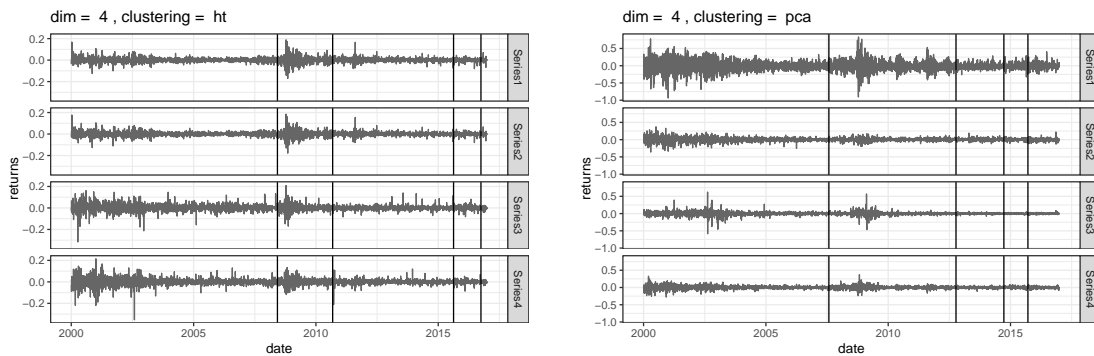 dim = 4 , clustering = ht
0.2
0.0
−0.2
Series1
0.2
0.0
−0.2
Series2
0.2
0.0
−0.2
Series3
0.2
0.0
−0.2
Series4
returns
2000 2005 2010 2015
date
dim = 4 , clustering = pca
0.5
0.0
−0.5
−1.0
Series1
0.5
0.0
−0.5
−1.0
Series2
0.5
0.0
−0.5
−1.0
Series3
0.5
0.0
−0.5
−1.0
Series4
returns
2000 2005 2010 2015
date